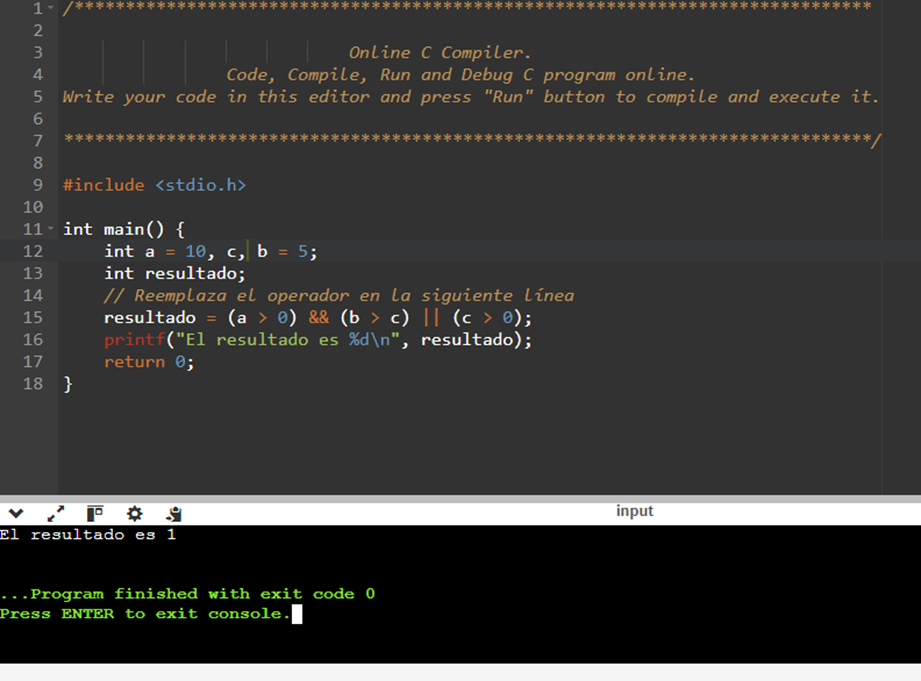 1 /******************************************************************************
2
3 Online C Compiler.
4 Code, Compile, Run and Debug C program online.
5 Write your code in this editor and press "Run" button to compile and execute it.
6
7 *******************************************************************************/
8
9 #include <stdio.h>
10
11 int main() {
12 int a = 10, c, b = 5;
13 int resultado;
14 // Reemplaza el operador en la siguiente línea
15 resultado = (a > 0) && (b > c) || (c > 0);
16 printf("El resultado es %d\n", resultado);
17 return 0;
18 }
input
El resultado es 1
...Program finished with exit code 0
Press ENTER to exit console.